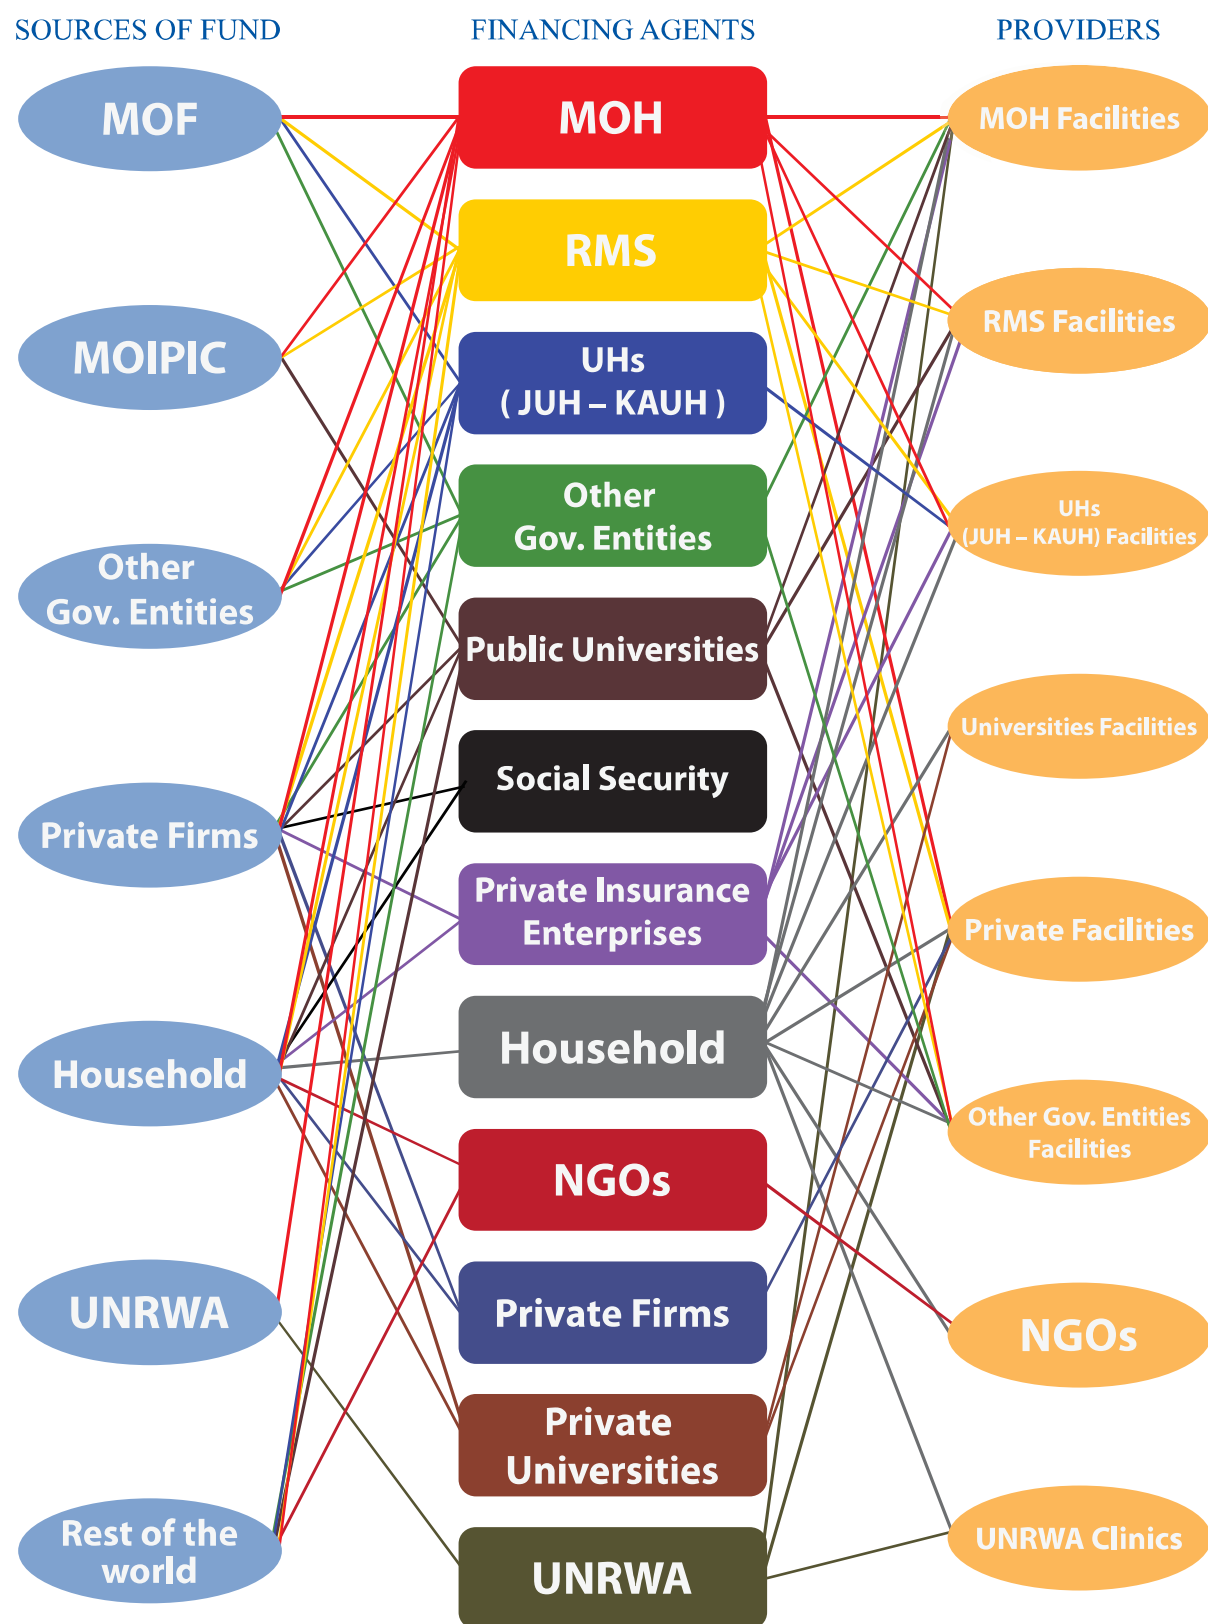 SOURCES OF FUND
FINANCING AGENTS
PROVIDERS
MOF
MOIPIC
Other
Gov. Entities
Private Firms
Household
UNRWA
Rest of the
world
MOH
RMS
UHs
( JUH – KAUH )
Other
Gov. Entities
Public Universities
Social Security
Private Insurance
Enterprises
Household
NGOs
Private Firms
Private
Universities
UNRWA
MOH Facilities
RMS Facilities
UHs
(JUH – KAUH) Facilities
Universities Facilities
Private Facilities
Other Gov. Entities
Facilities
NGOs
UNRWA Clinics